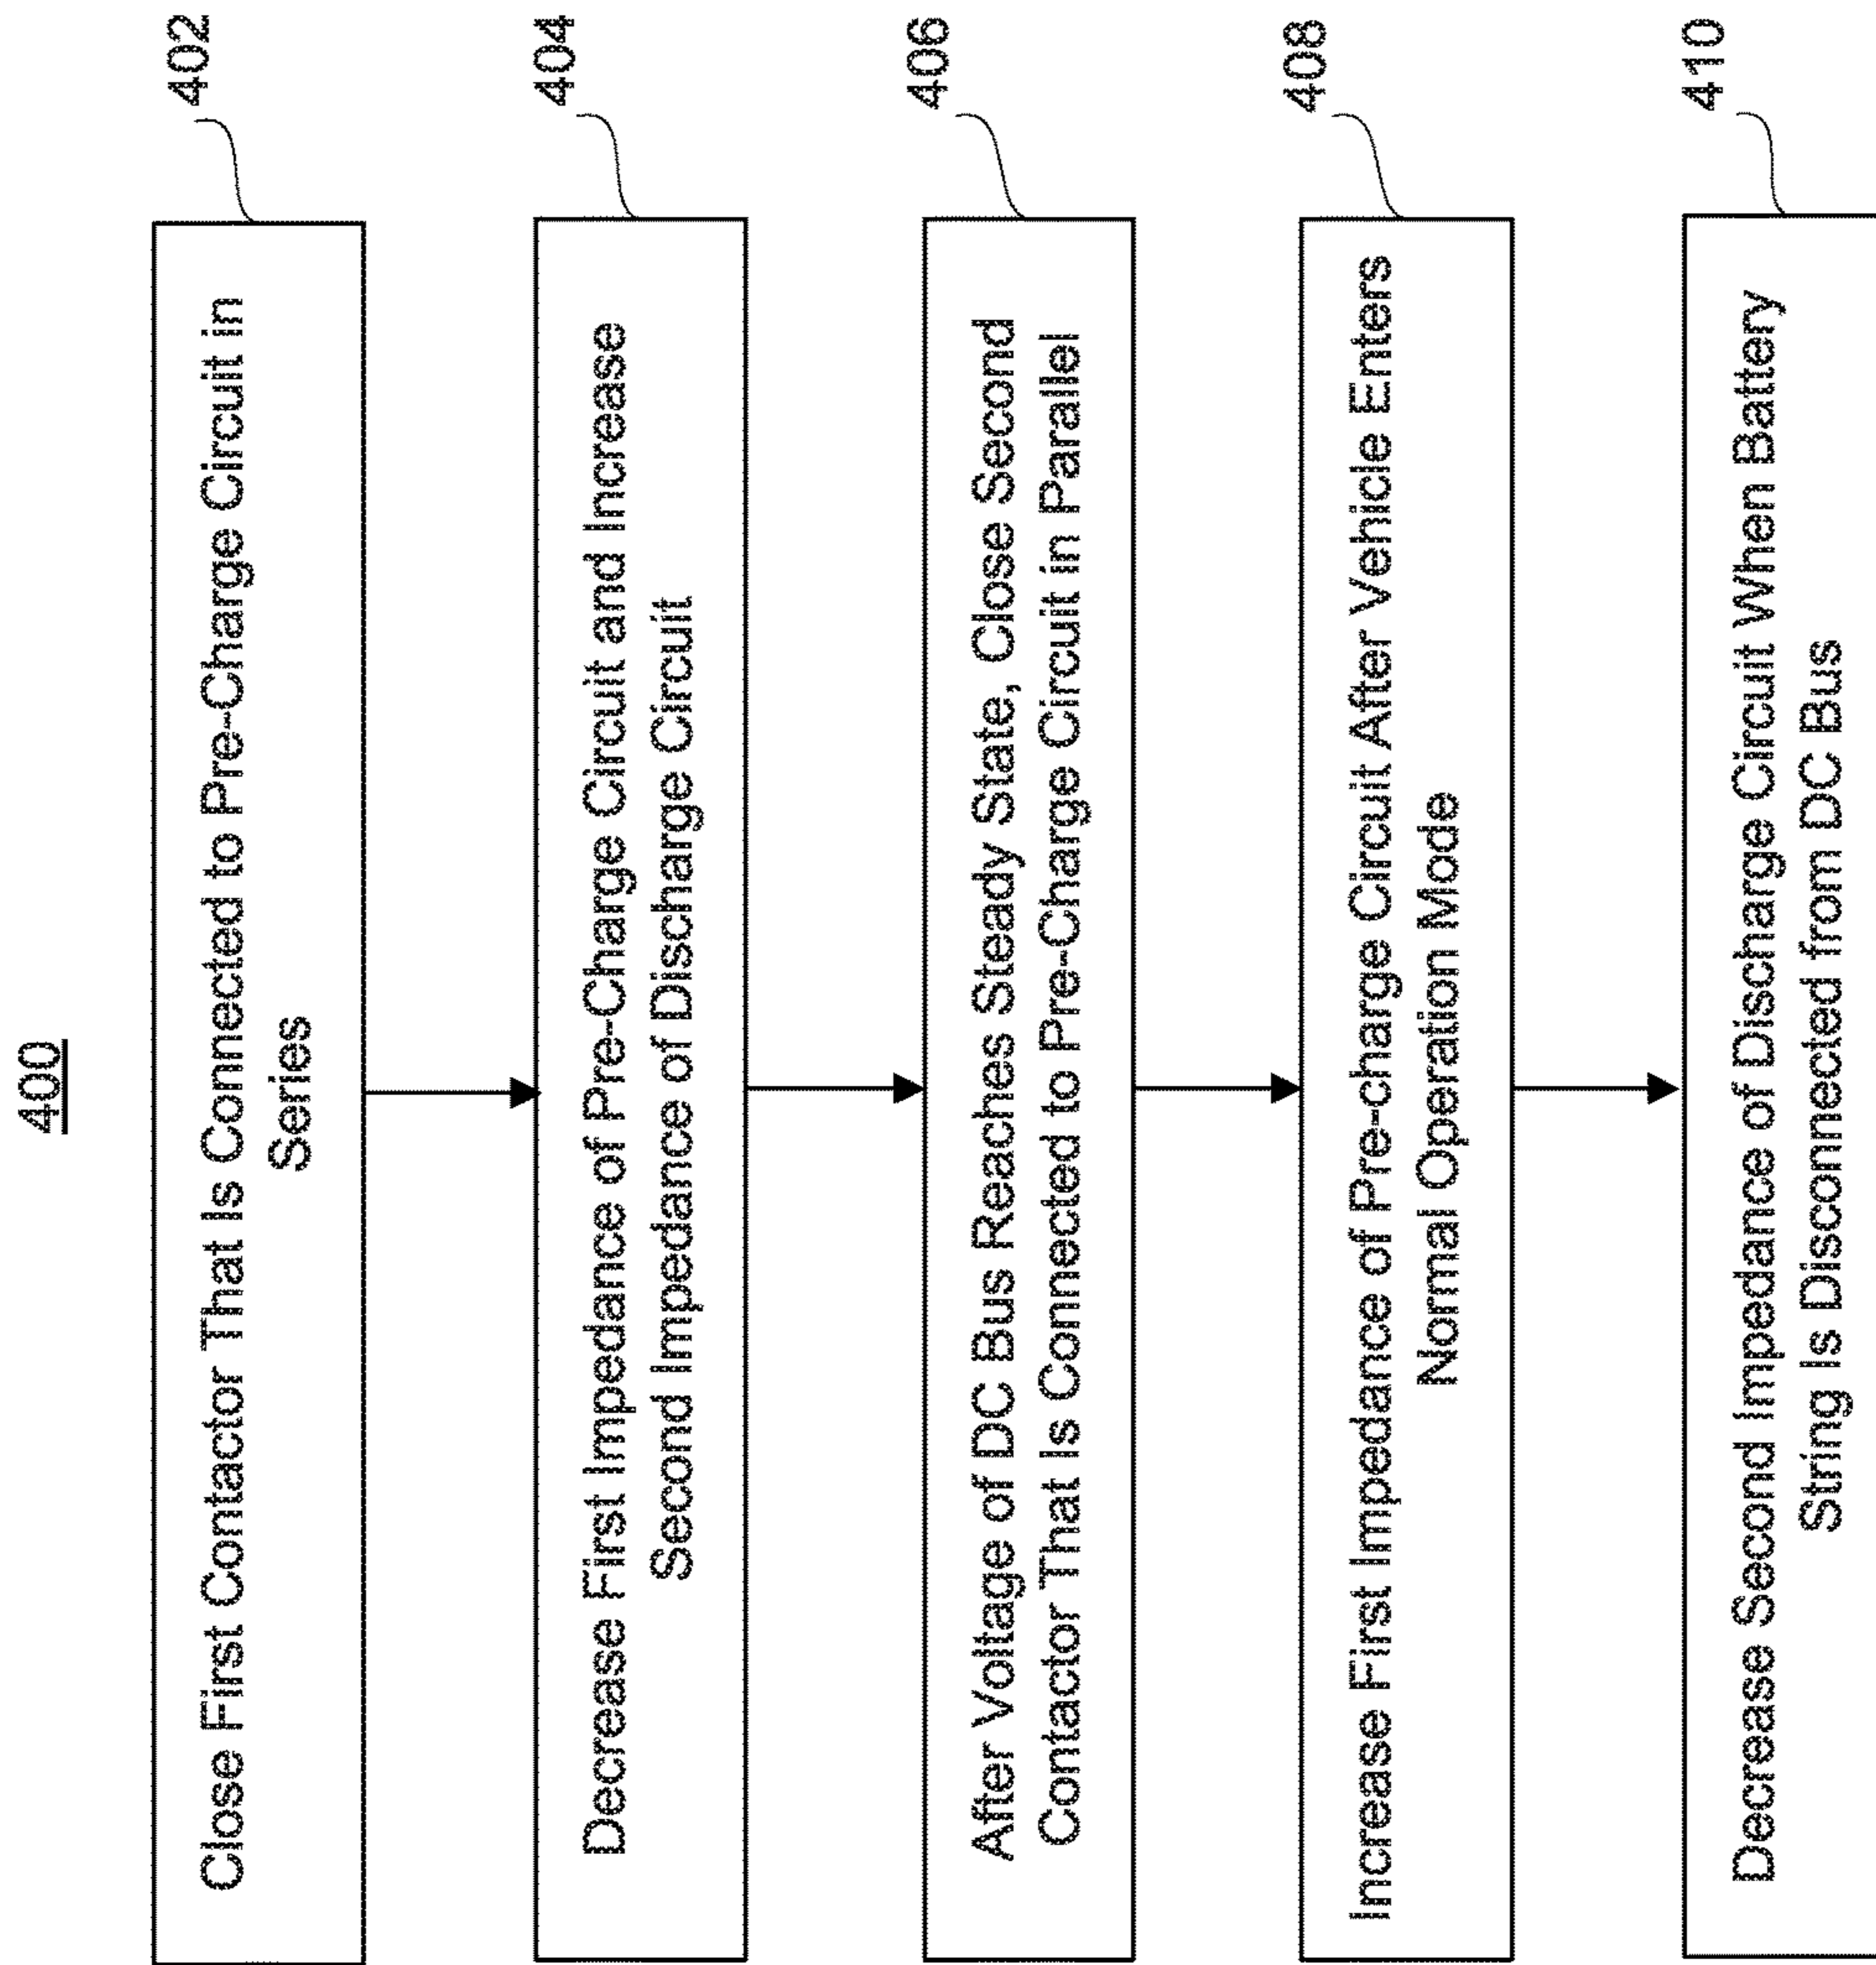 400
402
Close First Contactor That Is Connected to Pre-Charge Circuit in
Series
404
Decrease First Impedance of Pre-Charge Circuit and Increase
Second Impedance of Discharge Circuit
406
After Voltage of DC Bus Reaches Steady State, Close Second
Contactor That Is Connected to Pre-Charge Circuit in Parallel
408
Increase First Impedance of Pre-charge Circuit After Vehicle Enters
Normal Operation Mode
410
Decrease Second Impedance of Discharge Circuit When Battery
String Is Disconnected from DC Bus